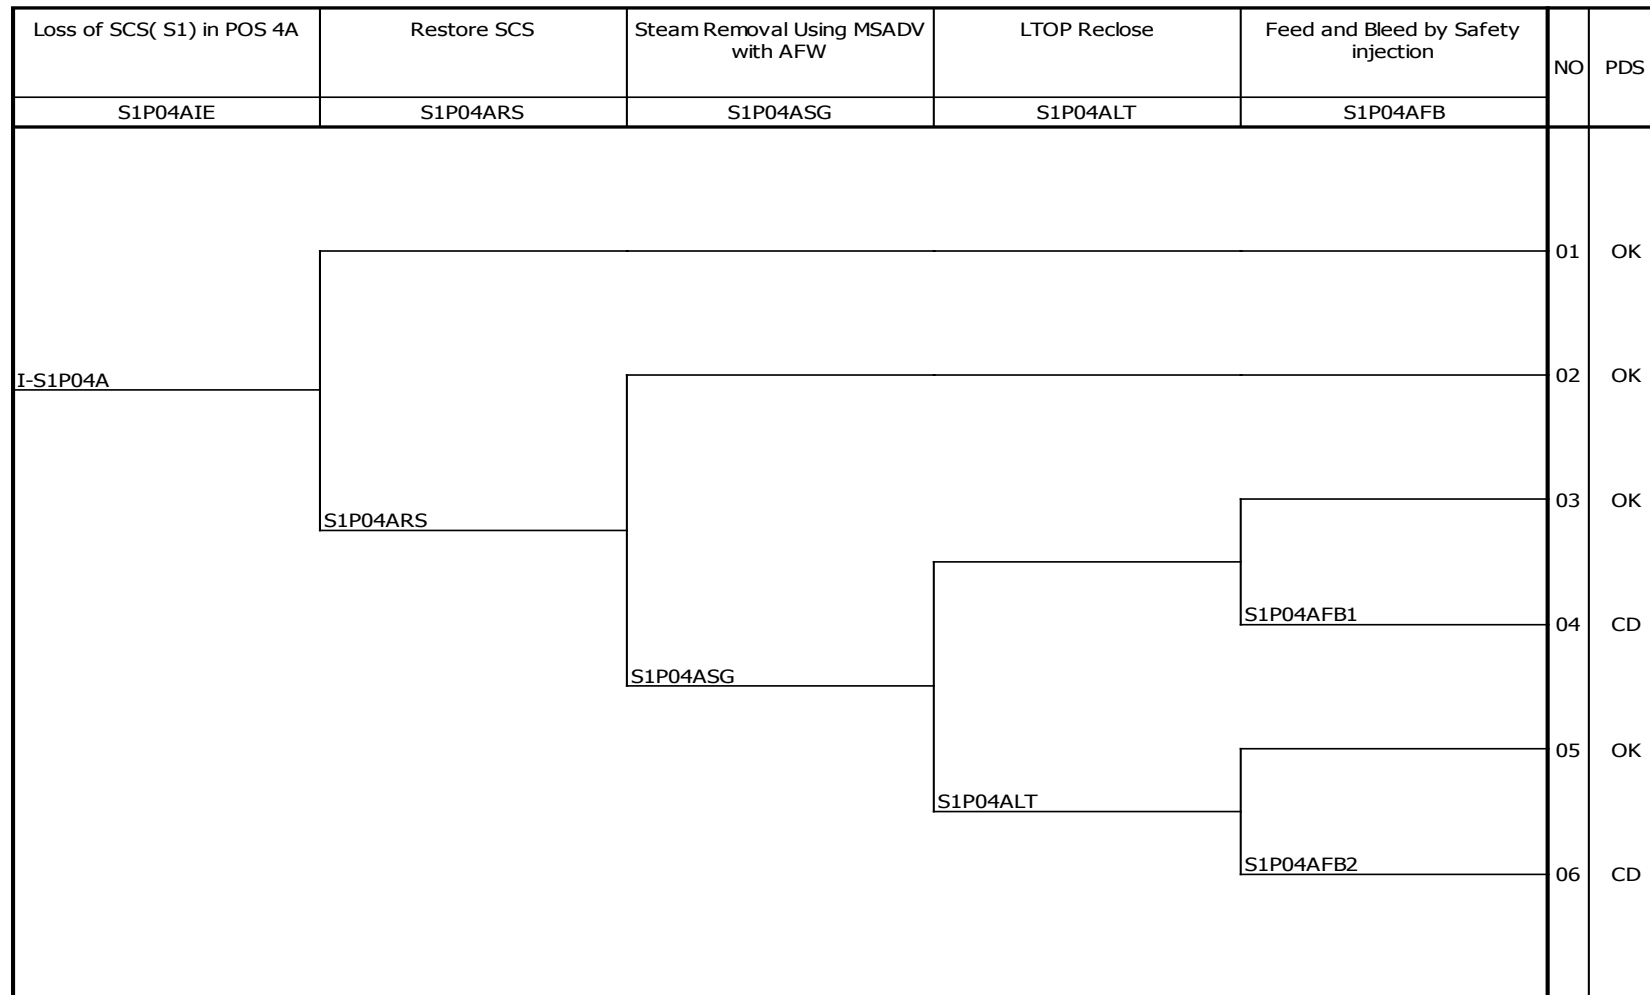 Loss of SCS( S1) in POS 4A
Restore SCS
Steam Removal Using MSADV
with AFW
LTOP Reclose
Feed and Bleed by Safety
injection
NO
PDS
S1P04AIE
S1P04ARS
S1P04ASG
S1P04ALT
S1P04AFB
01
OK
I-S1P04A
02
OK
03
OK
S1P04ARS
S1P04AFB1
04
CD
S1P04ASG
05
OK
S1P04ALT
S1P04AFB2
06
CD